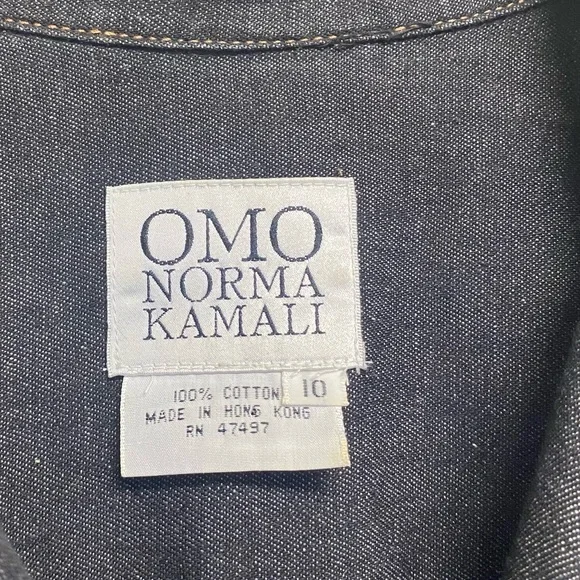 OMO
NORMA
KAMALI
100% COTTON
10
MADE IN HONG KONG
RN 47497